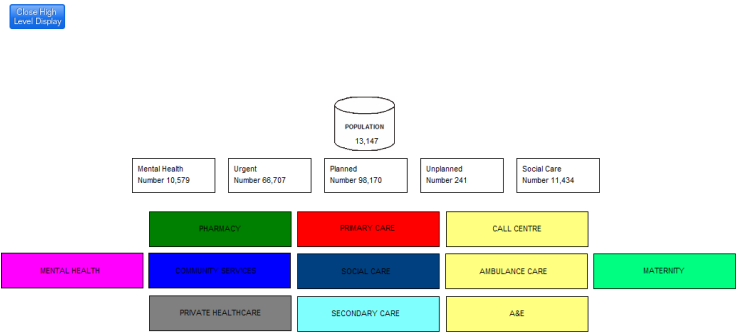 Close High
Level Display
POPULATION
13,147
Mental Health
Number 10,579
Urgent
Number 66,707
Planned
Number 98,170
Unplanned
Number 241
Social Care
Number 11,434
PHARMACY
PRIMARY CARE
CALL CENTRE
MENTAL HEALTH
COMMUNITY SERVICES
SOCIAL CARE
AMBULANCE CARE
MATERNITY
PRIVATE HEALTHCARE
SECONDARY CARE
A&E